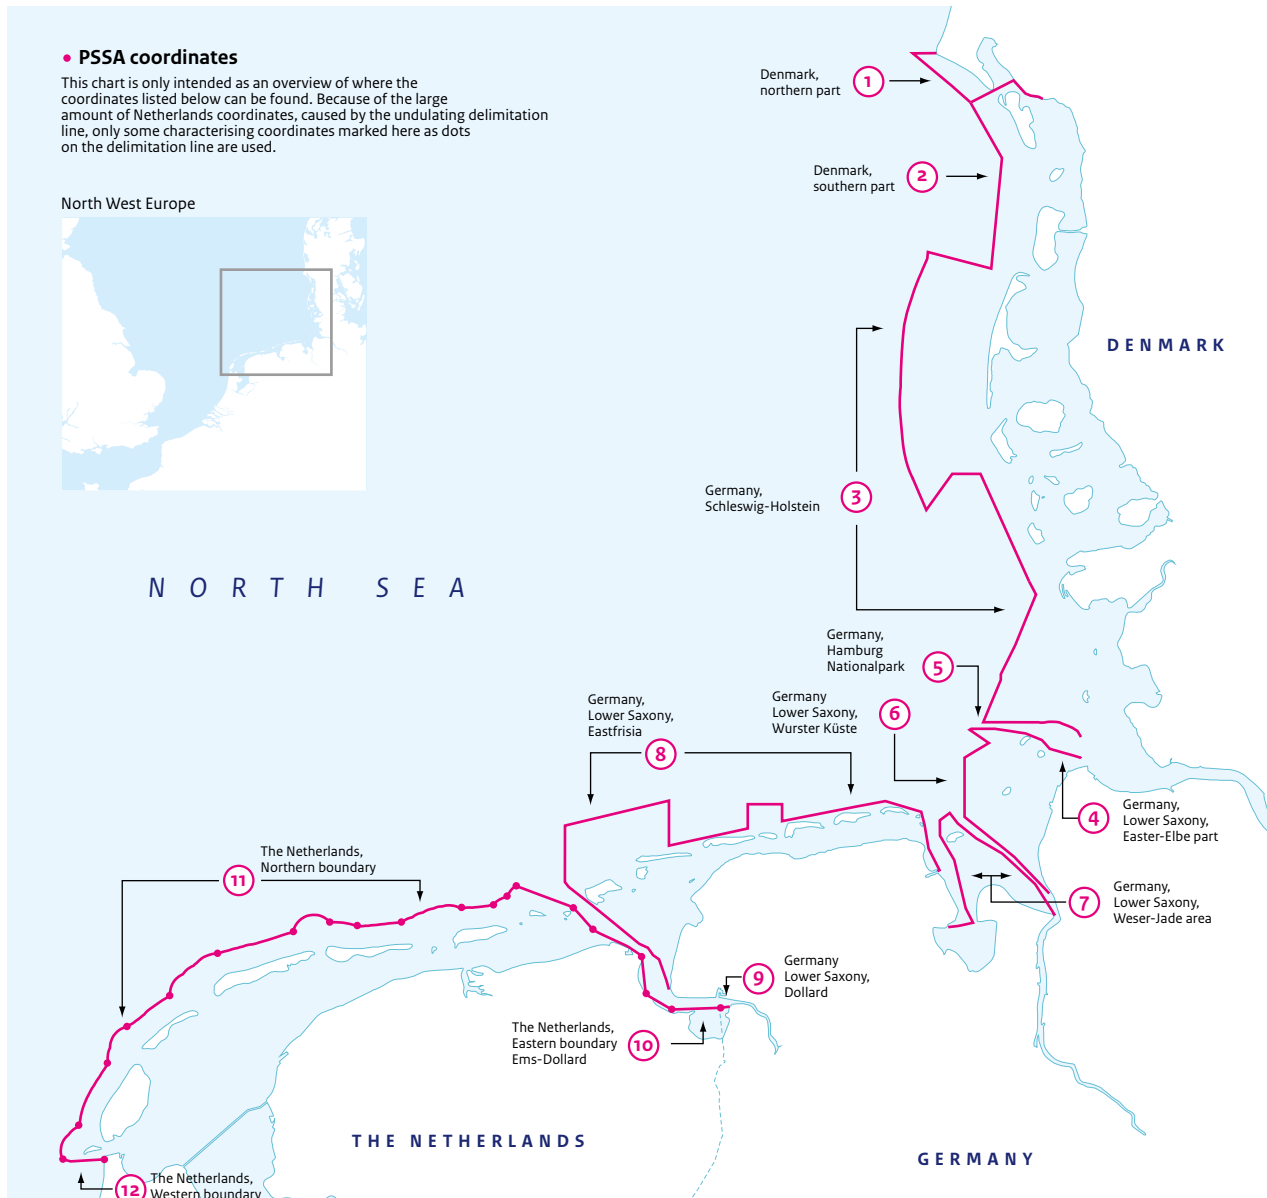 PSSA coordinates
This chart is only intended as an overview of where the
coordinates listed below can be found. Because of the large
amount of Netherlands coordinates, caused by the undulating delimitation
line, only some characterising coordinates marked here as dots
on the delimitation line are used.
North West Europe
Denmark,
northern part
1
Denmark,
southern part
2
DENMARK
Germany,
Schleswig-Holstein
3
NORTH SEA
Germany,
Hamburg
Nationalpark
5
Germany
Lower Saxony,
Wurster Küste
6
Germany,
Lower Saxony,
Eastfrisia
8
4
Germany,
Lower Saxony,
Easter-Elbe part
The Netherlands,
Northern boundary
11
7
Germany,
Lower Saxony,
Weser-Jade area
9
Germany
Lower Saxony,
Dollard
The Netherlands,
Eastern boundary
Ems-Dollard
10
THE NETHERLANDS
GERMANY
12
The Netherlands,
Western boundary